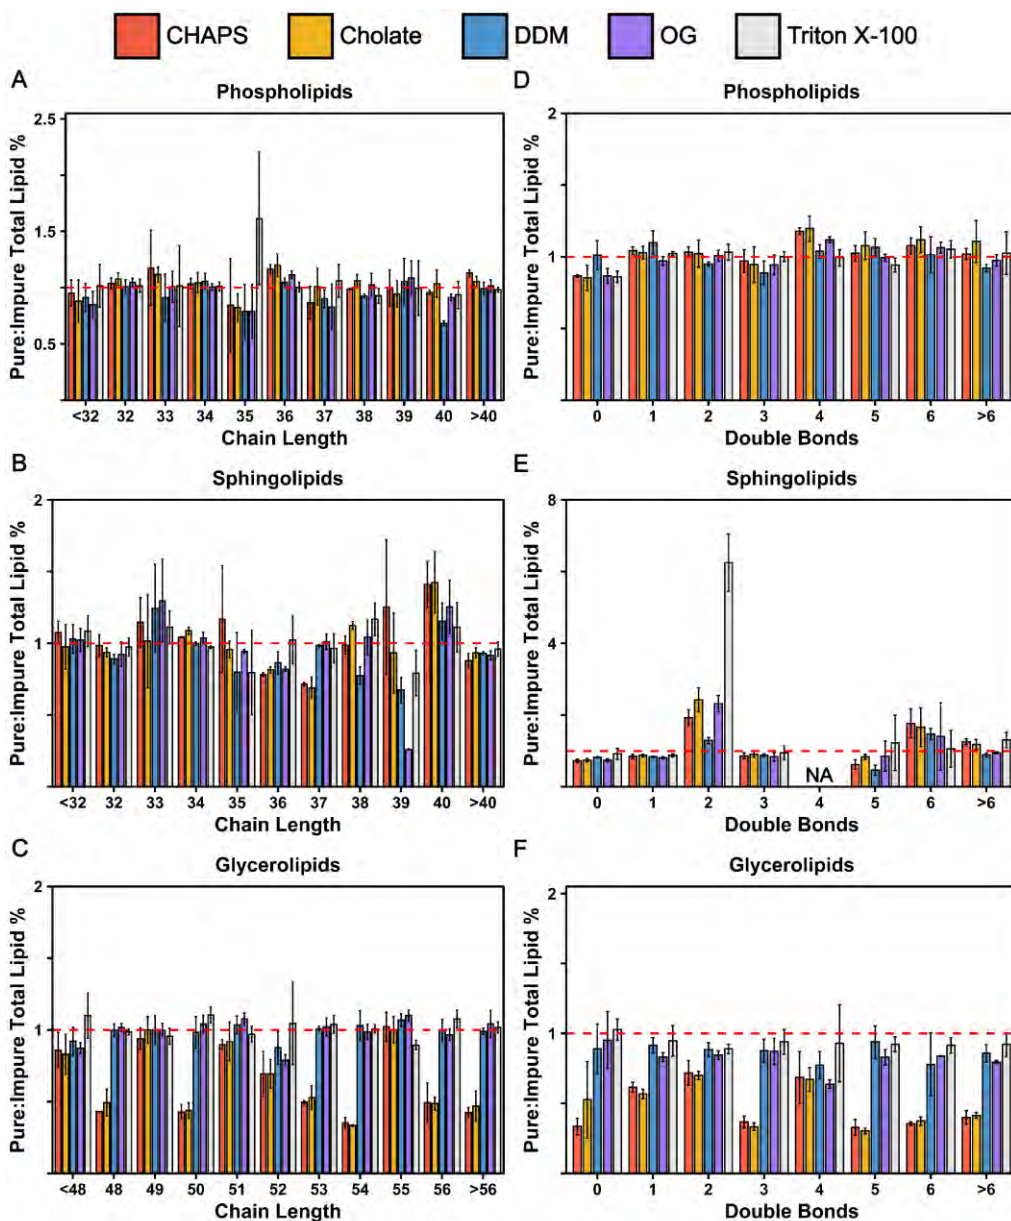 CHAPS Cholate DDM OG Triton X-100
A
Phospholipids
Pure:Impure Total Lipid %
2.5
1.5
1
0.5
<32 32 33 34 35 36 37 38 39 40 >40
Chain Length
D
Phospholipids
Pure:Impure Total Lipid %
2
1
0 1 2 3 4 5 6 >6
Double Bonds
B
Sphingolipids
Pure:Impure Total Lipid %
2
1
<32 32 33 34 35 36 37 38 39 40 >40
Chain Length
E
Sphingolipids
Pure:Impure Total Lipid %
8
4
NA
0 1 2 3 4 5 6 >6
Double Bonds
C
Glycerolipids
Pure:Impure Total Lipid %
2
1
<48 48 49 50 51 52 53 54 55 56 >56
Chain Length
F
Glycerolipids
Pure:Impure Total Lipid %
2
1
0 1 2 3 4 5 6 >6
Double Bonds